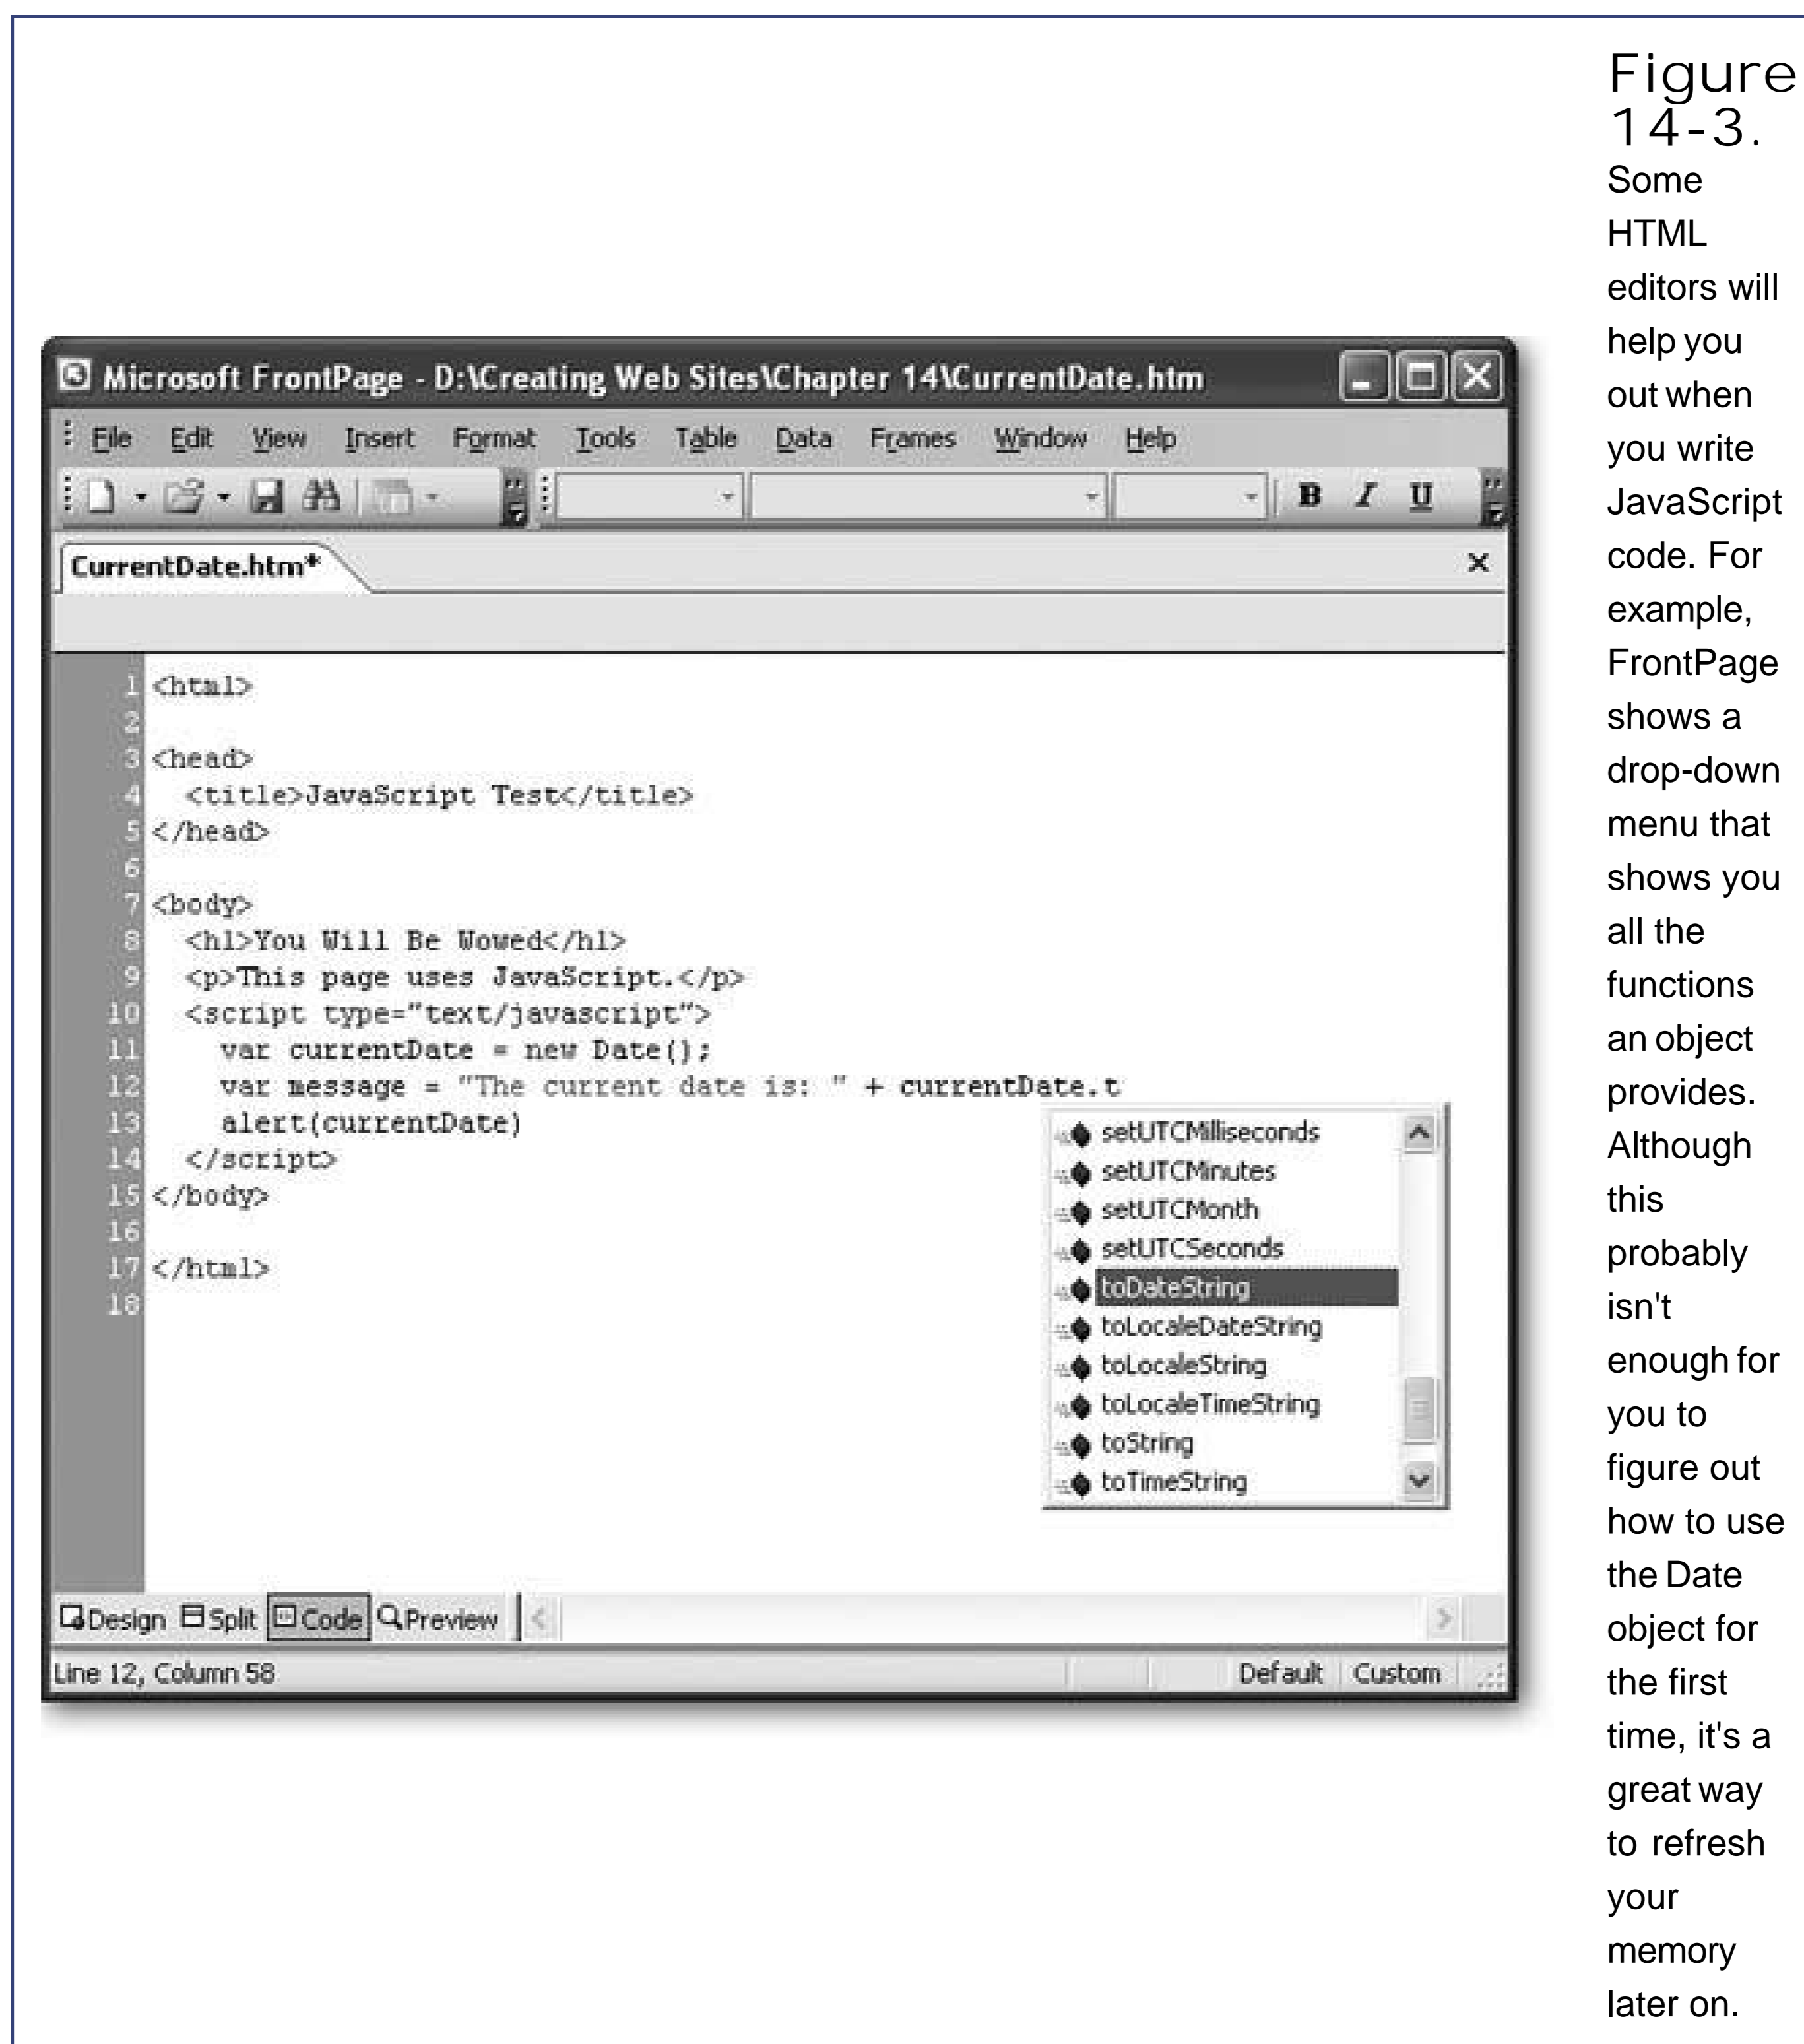 Figure
14-3.
Some
HTML
editors will
help you
out when
you write
JavaScript
code. For
example,
FrontPage
shows a
drop-down
menu that
shows you
all the
functions
an object
provides.
Although
this
probably
isn't
enough for
you to
figure out
how to use
the Date
object for
the first
time, it's a
great way
to refresh
your
memory
later on.
Microsoft FrontPage - D:\Creating Web Sites\Chapter 14\CurrentDate.htm
File Edit View Insert Format Tools Table Data Frames Window Help
B I U
CurrentDate.htm*
1 <html>
2
3 <head>
4 <title>JavaScript Test</title>
5 </head>
6
7 <body>
8 <h1>You Will Be Wowed</h1>
9 <p>This page uses JavaScript.</p>
10 <script type="text/javascript">
11 var currentDate = new Date();
12 var message = "The current date is: " + currentDate.t
13 alert(currentDate)
14 </script>
15 </body>
16
17 </html>
18
setUTCMilliseconds
setUTCMinutes
setUTCMonth
setUTCSeconds
toDateString
toLocaleDateString
toLocaleString
toLocaleTimeString
toString
toTimeString
Design Split Code Preview
Line 12, Column 58 Default Custom